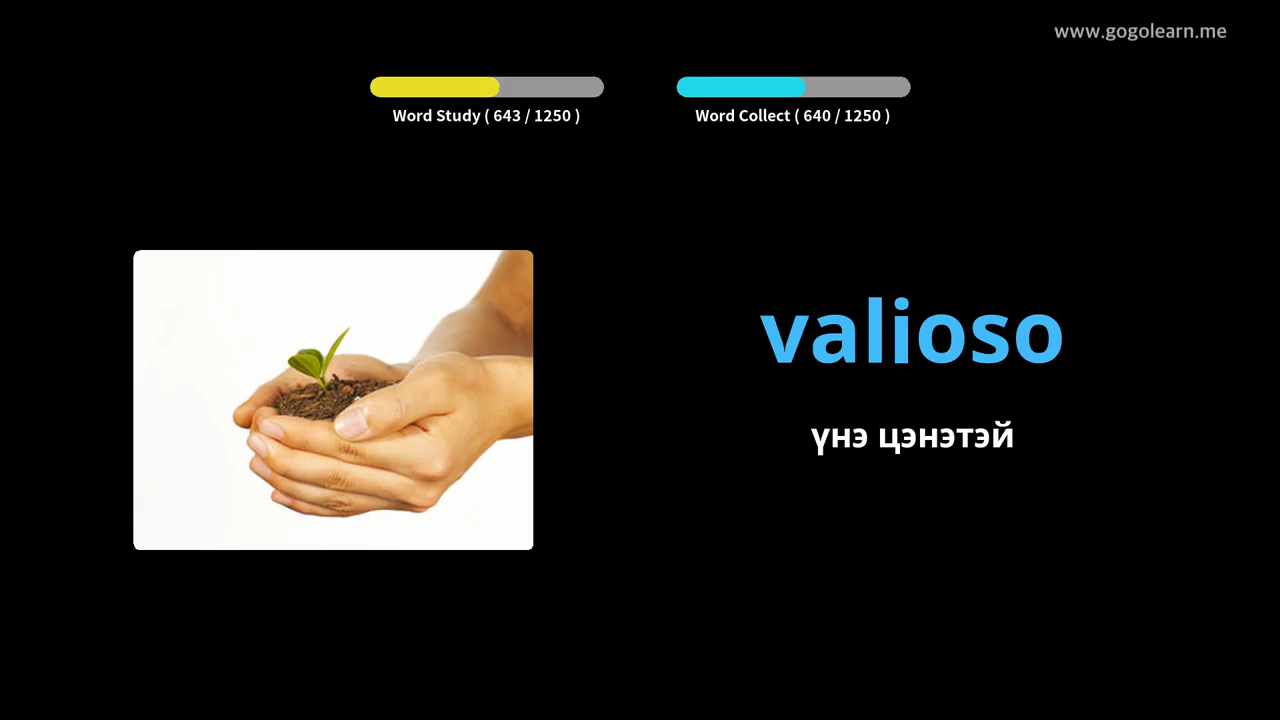 www.gogolearn.me
Word Study ( 643 / 1250 )
Word Collect ( 640 / 1250 )
valioso
үнэ цэнэтэй